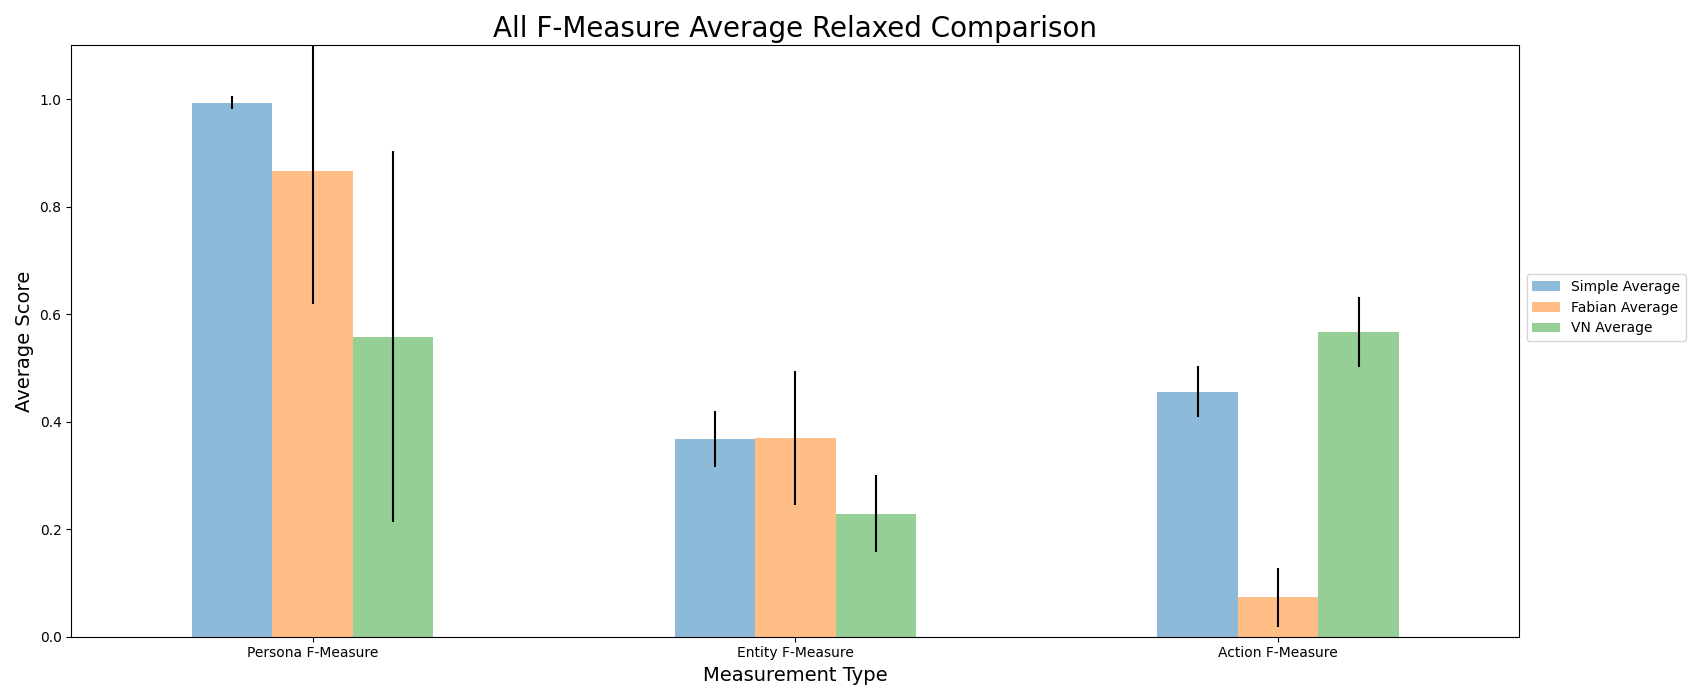 All F-Measure Average Relaxed Comparison
Average Score
1.0
0.8
0.6
0.4
0.2
0.0
Persona F-Measure
Entity F-Measure
Action F-Measure
Measurement Type
Simple Average
Fabian Average
VN Average